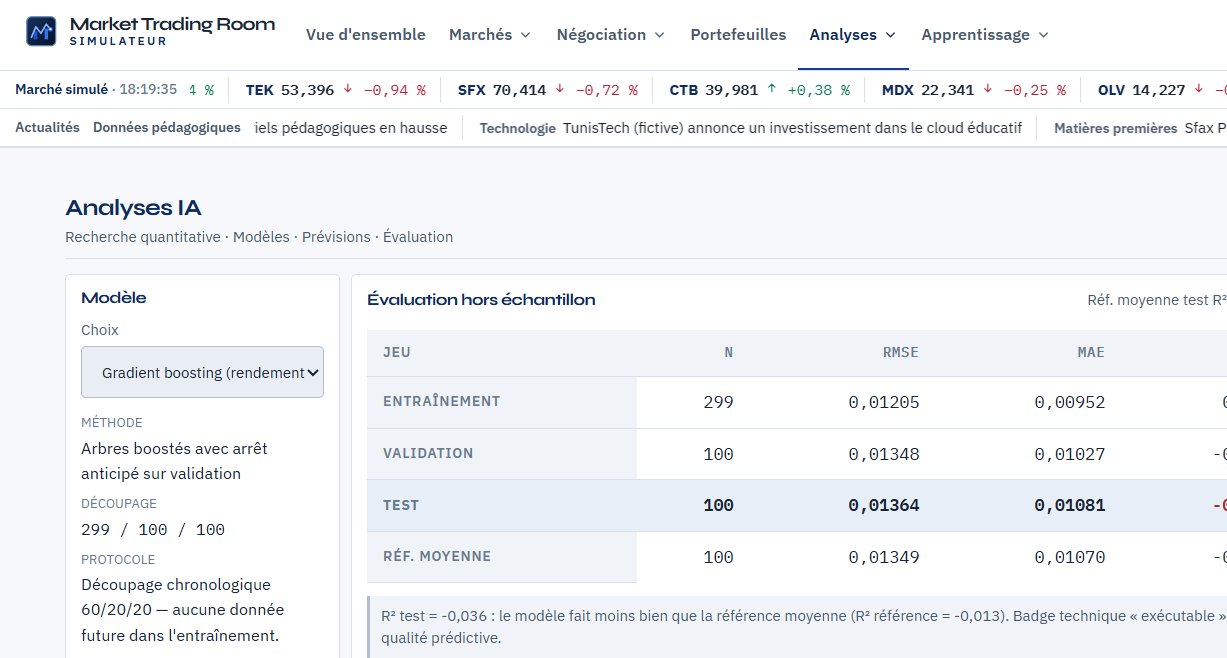 Market Trading Room
SIMULATEUR
Vue d'ensemble Marchés Négociation Portefeuilles Analyses Apprentissage
Marché simulé · 18:19:35 % TEK 53,396 ↓ −0,94 % SFX 70,414 ↓ −0,72 % CTB 39,981 ↑ +0,38 % MDX 22,341 ↓ −0,25 % OLV 14,227 ↓
Actualités Données pédagogiques iels pédagogiques en hausse Technologie TunisTech (fictive) annonce un investissement dans le cloud éducatif Matières premières Sfax P
Analyses IA
Recherche quantitative · Modèles · Prévisions · Évaluation
Modèle
Choix
Gradient boosting (rendement
MÉTHODE
Arbres boostés avec arrêt
anticipé sur validation
DÉCOUPAGE
299 / 100 / 100
PROTOCOLE
Découpage chronologique
60/20/20 — aucune donnée
future dans l'entraînement.
Évaluation hors échantillon Réf. moyenne test R²
JEU N RMSE MAE
ENTRAÎNEMENT 299 0,01205 0,00952
VALIDATION 100 0,01348 0,01027
TEST 100 0,01364 0,01081
RÉF. MOYENNE 100 0,01349 0,01070
R² test = -0,036 : le modèle fait moins bien que la référence moyenne (R² référence = -0,013). Badge technique « exécutable »
qualité prédictive.